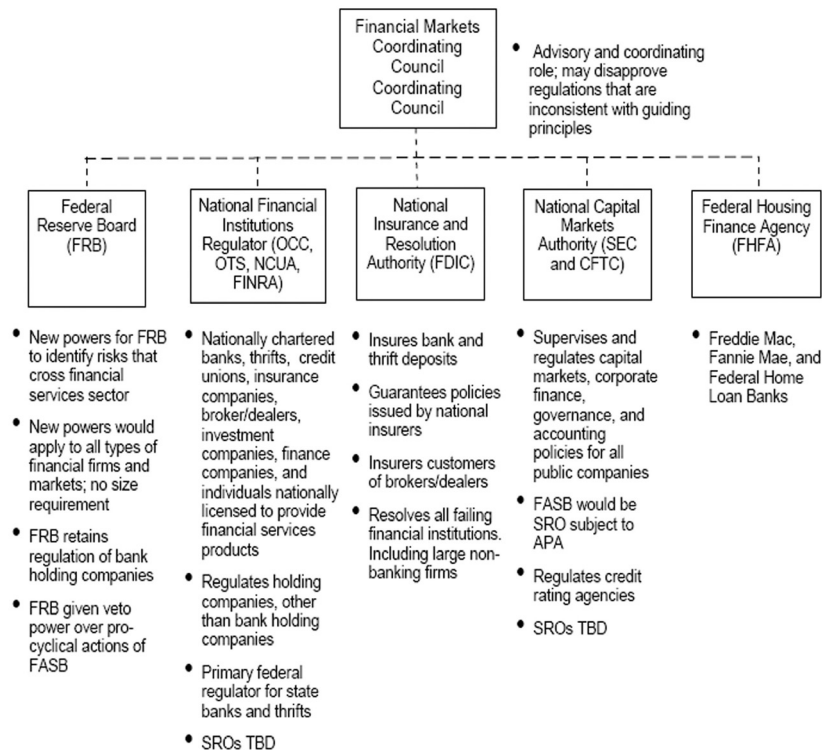 Financial Markets
Coordinating
Council
Coordinating
Council
• Advisory and coordinating
role; may disapprove
regulations that are
inconsistent with guiding
principles
Federal
Reserve Board
(FRB)
• New powers for FRB
to identify risks that
cross financial
services sector
• New powers would
apply to all types of
financial firms and
markets; no size
requirement
• FRB retains
regulation of bank
holding companies
• FRB given veto
power over pro-
cyclical actions of
FASB
National Financial
Institutions
Regulator (OCC,
OTS, NCUA,
FINRA)
• Nationally chartered
banks, thrifts, credit
unions, insurance
companies,
broker/dealers,
investment
companies, finance
companies, and
individuals nationally
licensed to provide
financial services
products
• Regulates holding
companies, other
than bank holding
companies
• Primary federal
regulator for state
banks and thrifts
• SROs TBD
National
Insurance and
Resolution
Authority (FDIC)
• Insures bank and
thrift deposits
• Guarantees policies
issued by national
insurers
• Insurers customers
of brokers/dealers
• Resolves all failing
financial institutions.
Including large non-
banking firms
National Capital
Markets
Authority (SEC
and CFTC)
• Supervises and
regulates capital
markets, corporate
finance,
governance, and
accounting
policies for all
public companies
• FASB would be
SRO subject to
APA
• Regulates credit
rating agencies
• SROs TBD
Federal Housing
Finance Agency
(FHFA)
• Freddie Mac,
Fannie Mae, and
Federal Home
Loan Banks